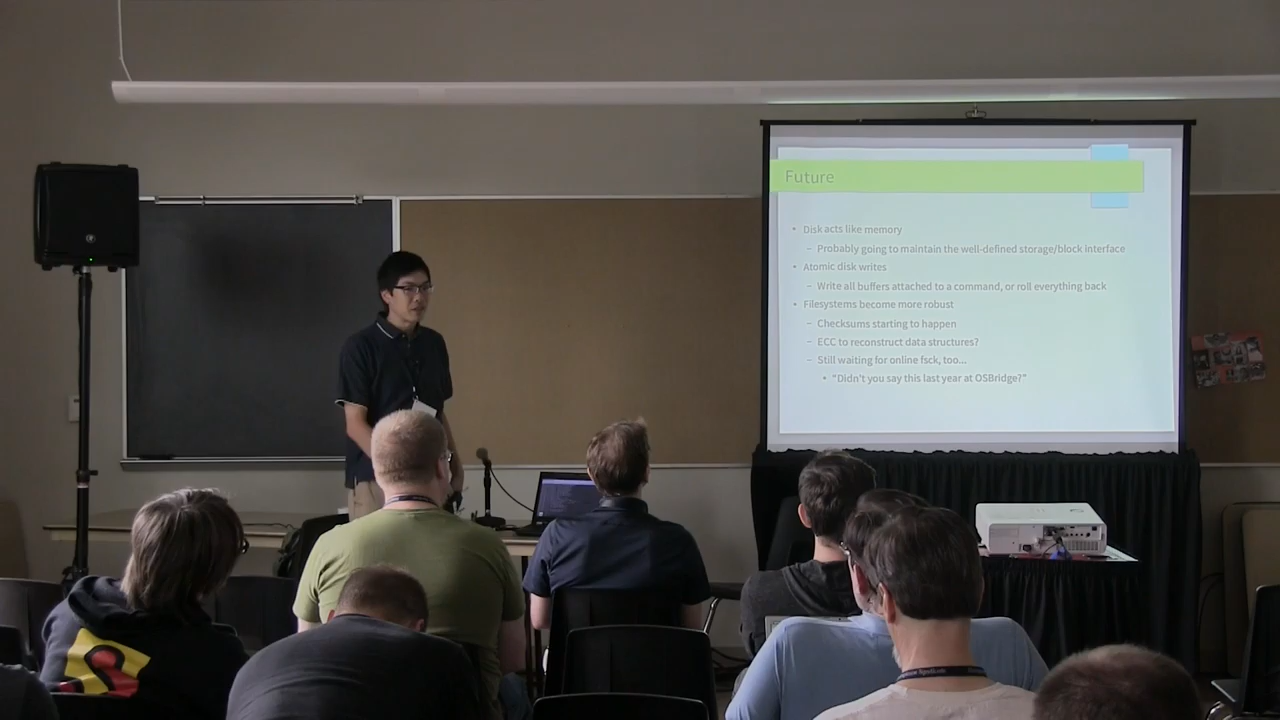 Future
• Disk acts like memory
– Probably going to maintain the well-defined storage/block interface
• Atomic disk writes
– Write all buffers attached to a command, or roll everything back
• Filesystems become more robust
– Checksums starting to happen
– ECC to reconstruct data structures?
– Still waiting for online fsck, too...
• "Didn't you say this last year at OSBridge?"